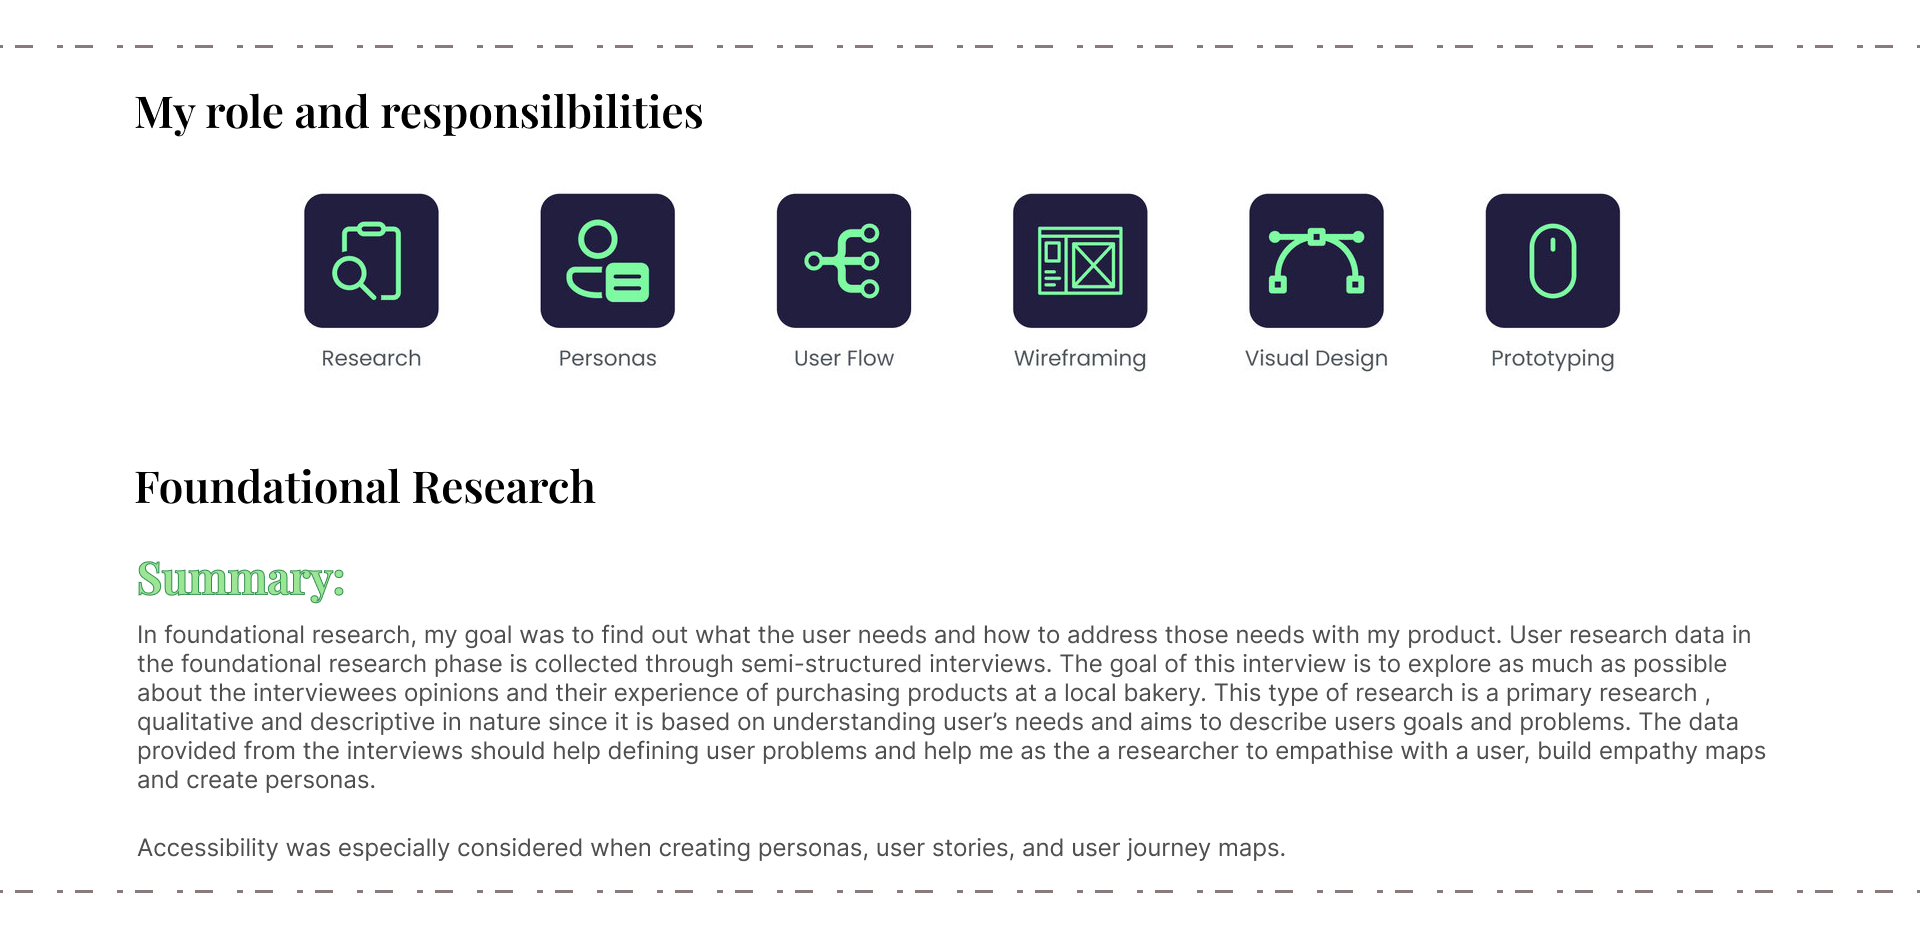 My role and responsilbilities
Research
Personas
User Flow
Wireframing
Visual Design
Prototyping
Foundational Research
Summary:
In foundational research, my goal was to find out what the user needs and how to address those needs with my product. User research data in
the foundational research phase is collected through semi-structured interviews. The goal of this interview is to explore as much as possible
about the interviewees opinions and their experience of purchasing products at a local bakery. This type of research is a primary research ,
qualitative and descriptive in nature since it is based on understanding user’s needs and aims to describe users goals and problems. The data
provided from the interviews should help defining user problems and help me as the a researcher to empathise with a user, build empathy maps
and create personas.
Accessibility was especially considered when creating personas, user stories, and user journey maps.